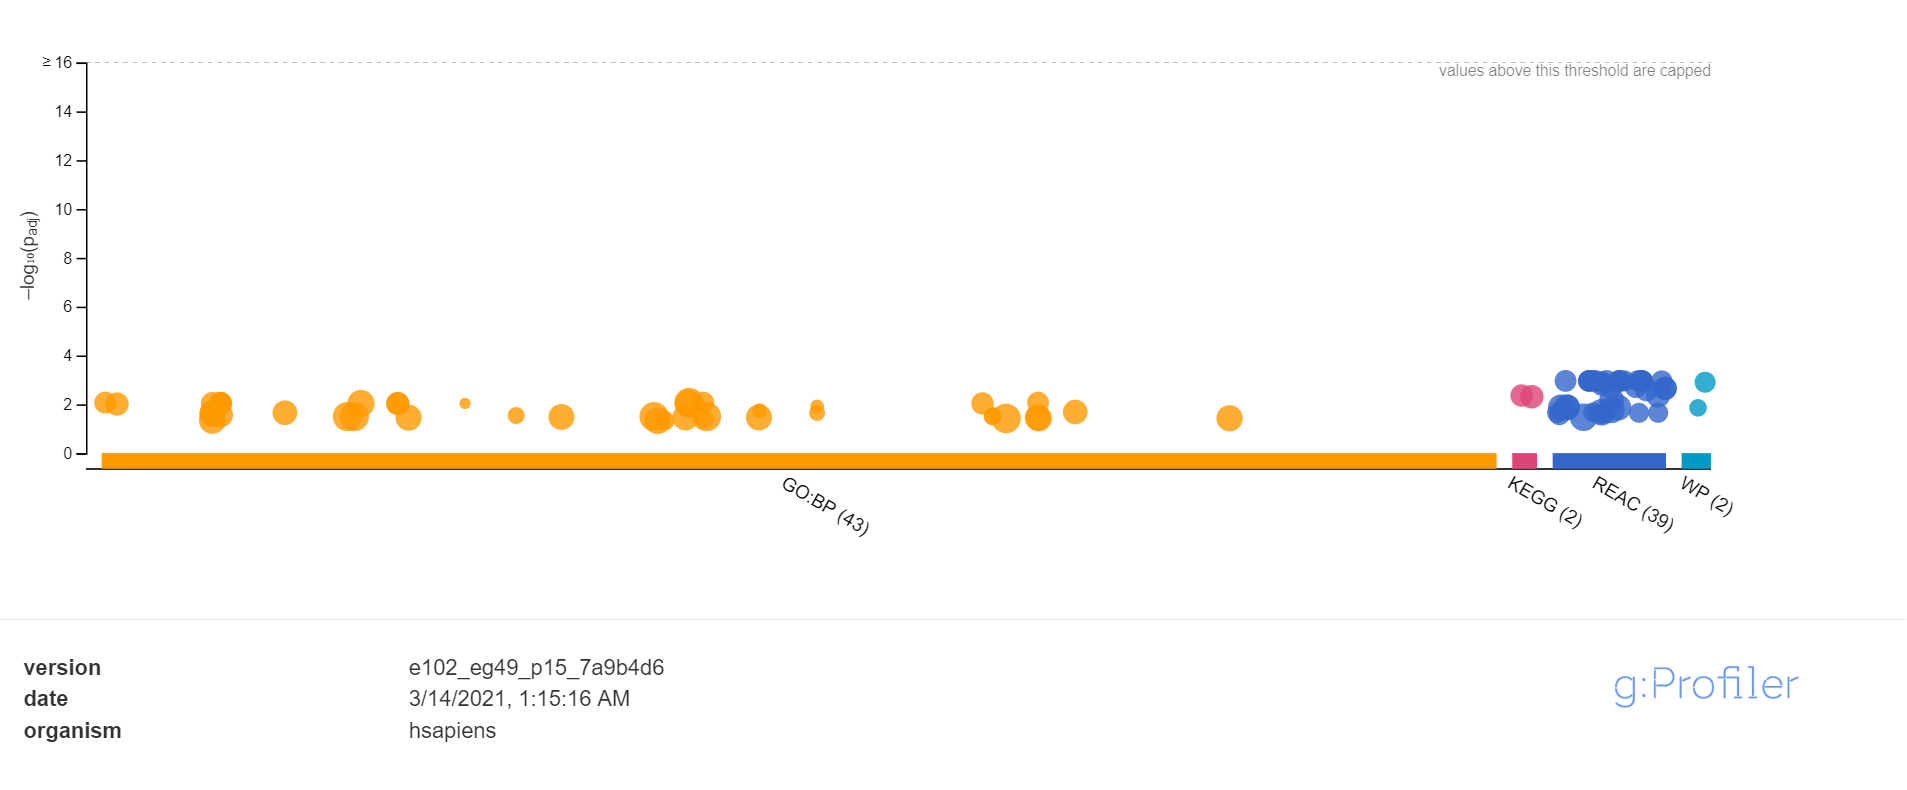 ≥ 16
values above this threshold are capped
14
12
10
8
6
4
2
0
–log₁₀(padj)
GO:BP (43)
KEGG (2)
REAC (39)
WP (2)
version e102_eg49_p15_7a9b4d6
date 3/14/2021, 1:15:16 AM
organism hsapiens
g:Profiler